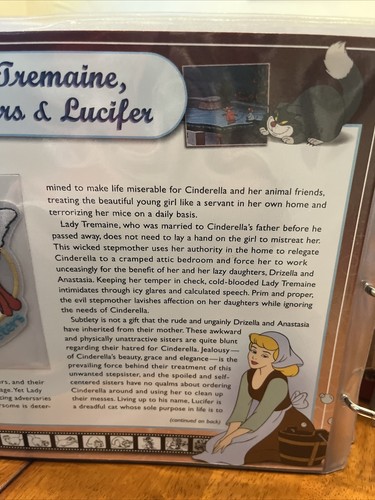 Tremaine,
rs & Lucifer
mined to make life miserable for Cinderella and her animal friends,
treating the beautiful young girl like a servant in her own home and
terrorizing her mice on a daily basis.
Lady Tremaine, who was married to Cinderella's father before he
passed away, does not need to lay a hand on the girl to mistreat her.
This wicked stepmother uses her authority in the home to relegate
Cinderella to a cramped attic bedroom and force her to work
unceasingly for the benefit of her and her lazy daughters, Drizella and
Anastasia. Keeping her temper in check, cold-blooded Lady Tremaine
intimidates through icy glares and calculated speech. Prim and proper,
the evil stepmother lavishes affection on her daughters while ignoring
the needs of Cinderella.
Subtlety is not a gift that the rude and ungainly Drizella and Anastasia
have inherited from their mother. These awkward
and physically unattractive sisters are quite blunt
regarding their hatred for Cinderella. Jealousy—
of Cinderella's beauty, grace and elegance—is the
prevailing force behind their treatment of this
unwanted stepsister, and the spoiled and self-
centered sisters have no qualms about ordering
Cinderella around and using her to clean up
their messes. Living up to his name, Lucifer is
a dreadful cat whose sole purpose in life is to
(continued on back)
rs, and their
age. Yet Lady
ong adversaries
rsome is deter-